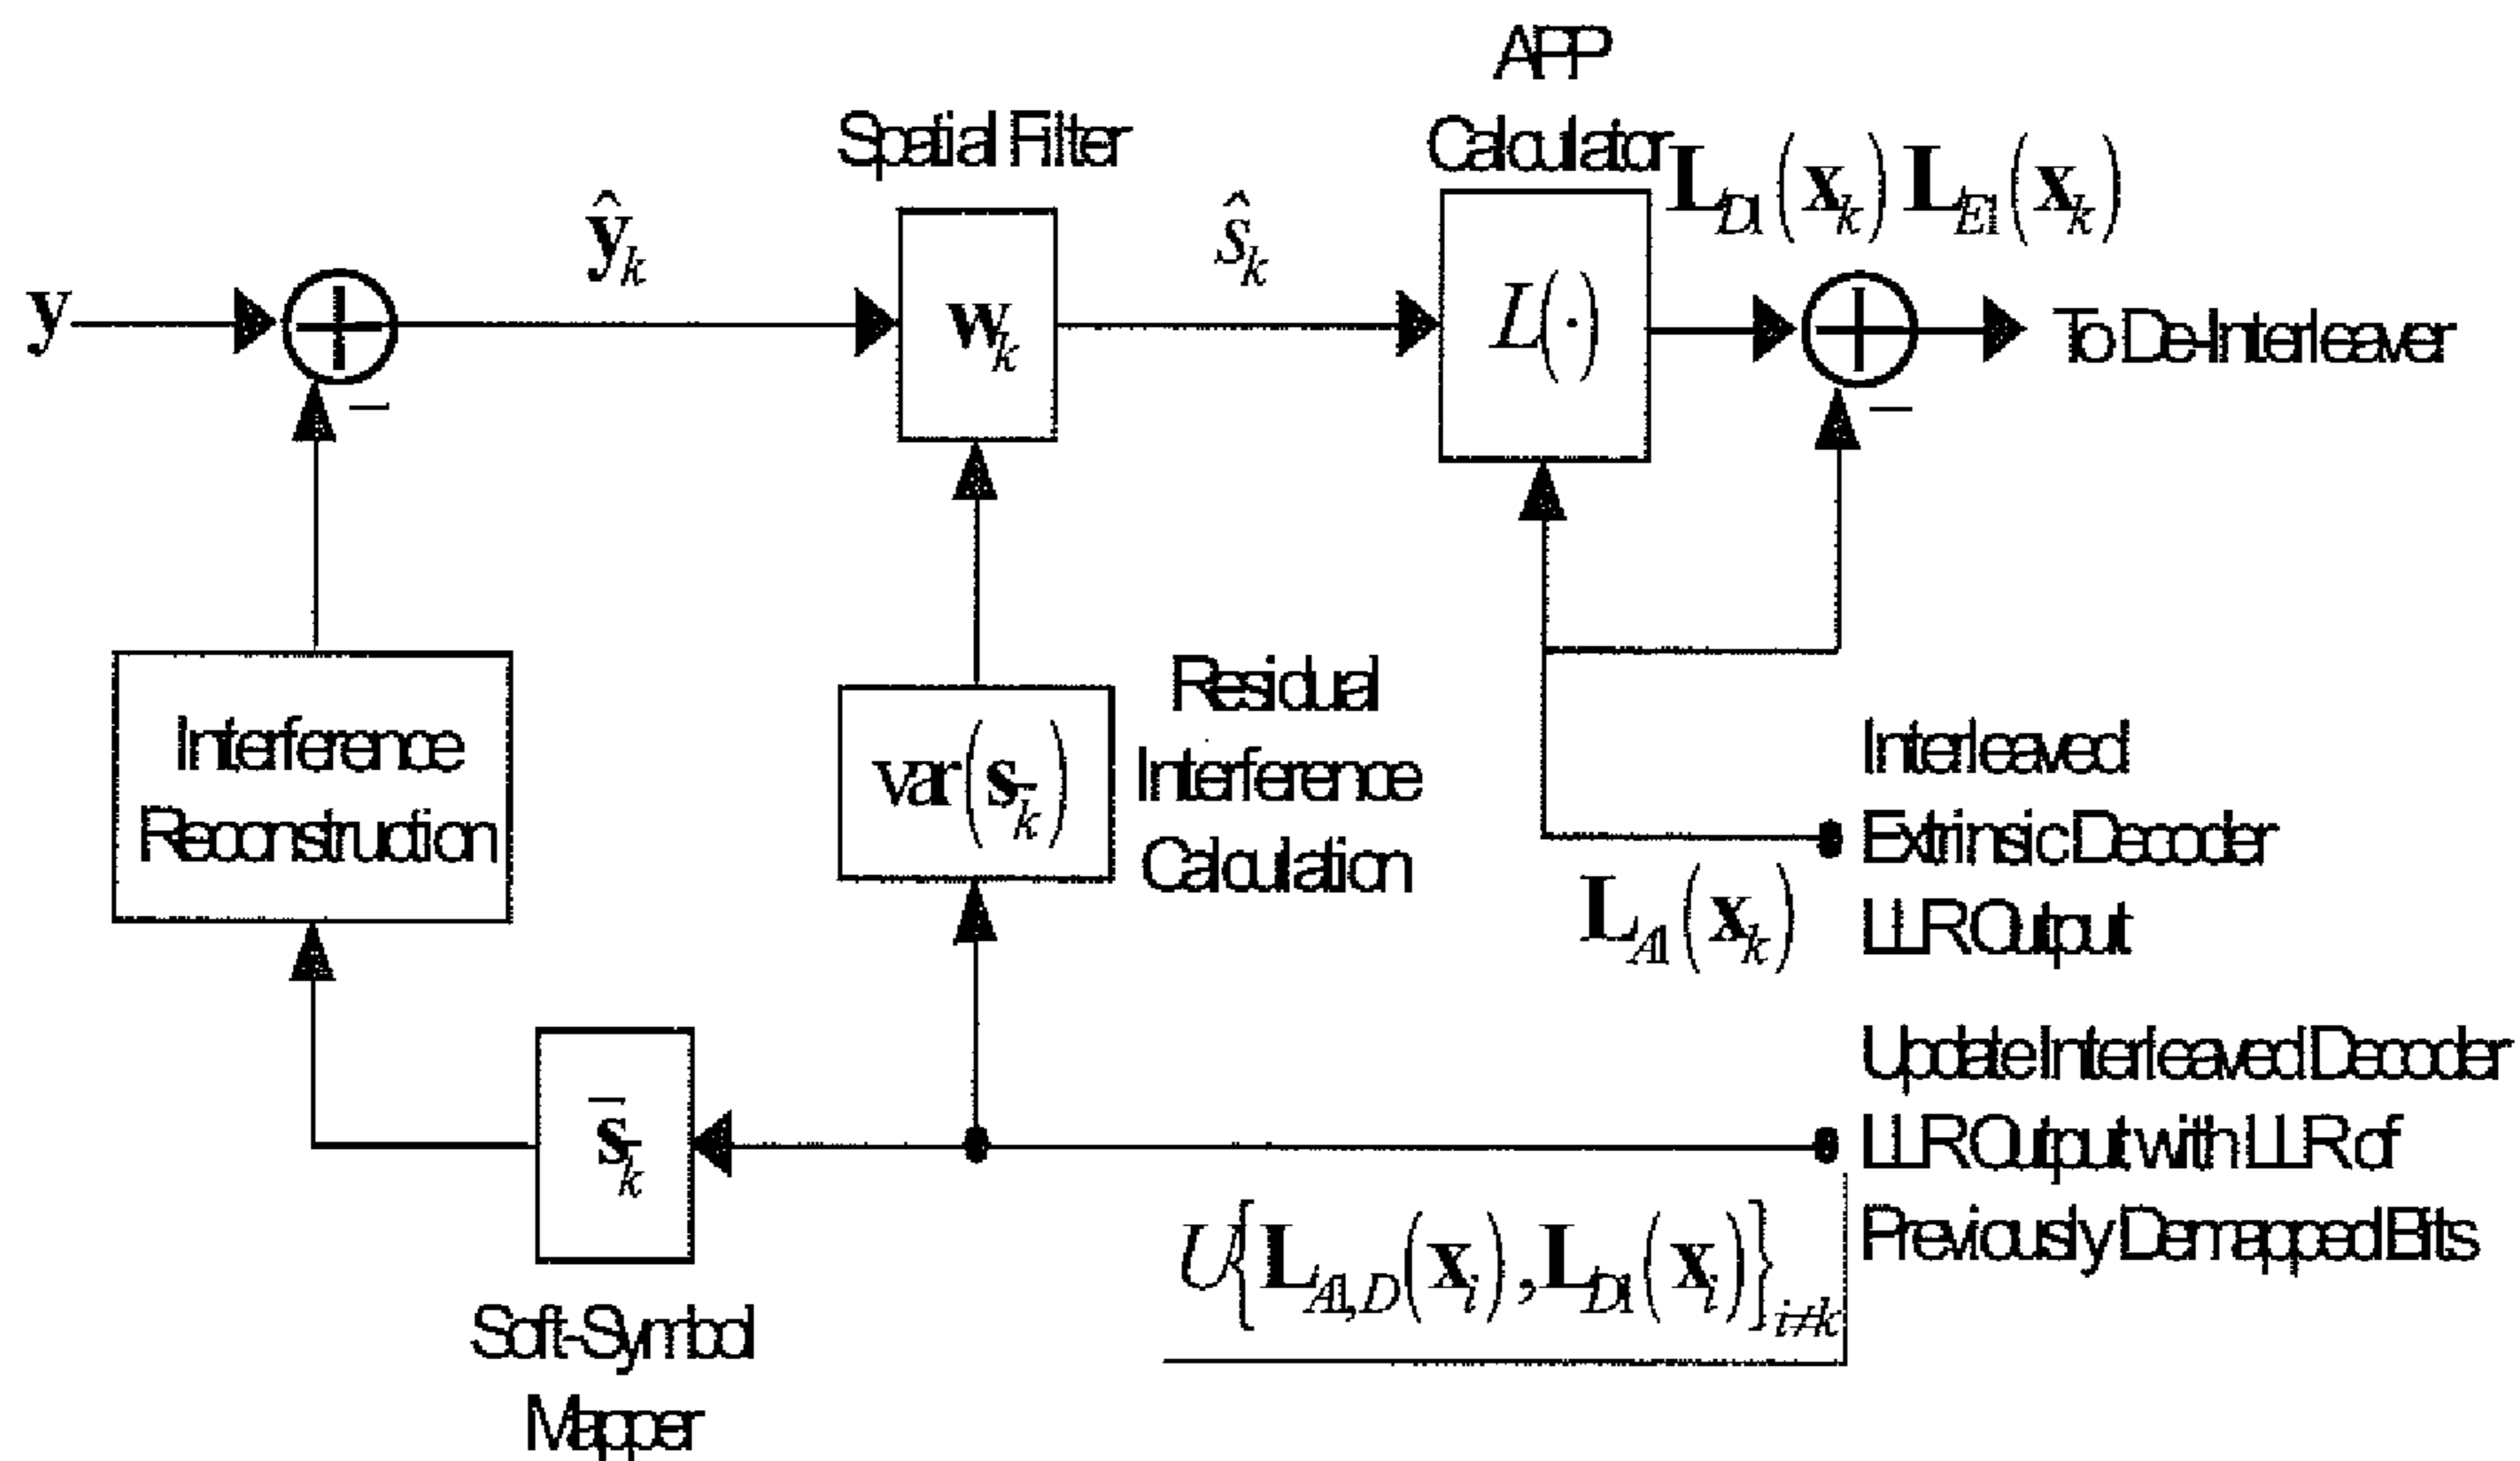 APP
Calculator
Spatial Filter
L_D1(x_k) L_E1(x_k)
ŷ_k
ŝ_k
y
w_k
L(·)
To De-Interleaver
−
−
Residual
Interference
Calculation
Interference
Reconstruction
var(s_k̄)
Interleaved
Extrinsic Decoder
LLR Output
L_A1(x_k)
Update Interleaved Decoder
LLR Output with LLR of
Previously Demapped Bits
s̄_k̄
U{L_A1,D(x_i), L_D1(x_i)}_i≠k
Soft-Symbol
Mapper